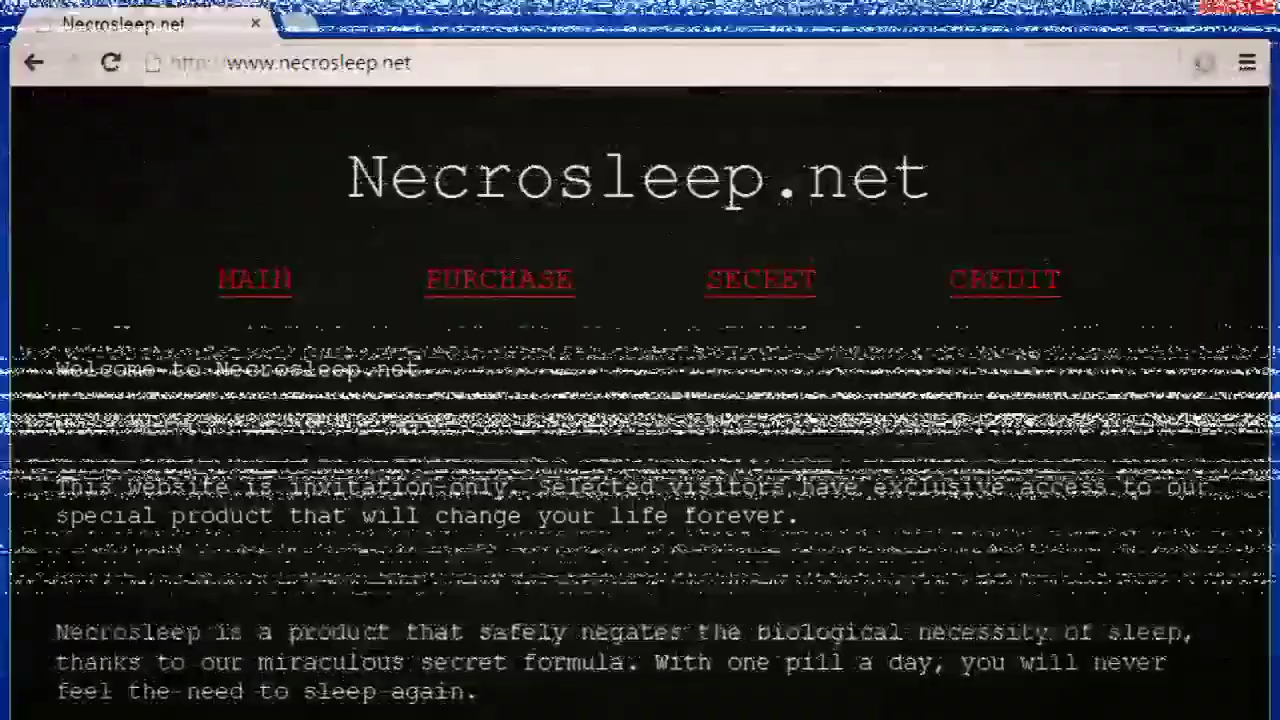 Necrosleep.net
http://www.necrosleep.net
Necrosleep.net
MAIN PURCHASE SECRET CREDIT
Welcome to Necrosleep.net
This website is invitation-only. Selected visitors have exclusive access to our
special product that will change your life forever.
Necrosleep is a product that safely negates the biological necessity of sleep,
thanks to our miraculous secret formula. With one pill a day, you will never
feel the need to sleep again.